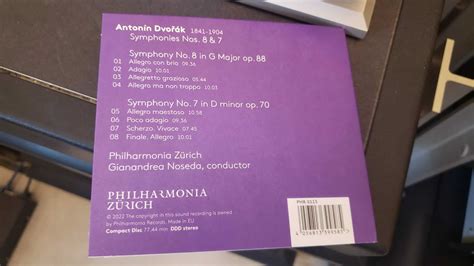 Antonín Dvořák 1841-1904
Symphonies Nos. 8 & 7
Symphony No. 8 in G Major op. 88
01 Allegro con brio 09.36
02 Adagio 10.01
03 Allegretto grazioso 05.44
04 Allegro ma non troppo 10.03
Symphony No. 7 in D minor op. 70
05 Allegro maestoso 10.58
06 Poco adagio 09.36
07 Scherzo. Vivace 07.45
08 Finale, Allegro 10.01
Philharmonia Zürich
Gianandrea Noseda, conductor
PHILHARMONIA
ZÜRICH
© 2022 The copyright in this sound recording is owned
by Philharmonia Records. Made in EU
Compact Disc 77.44 min DDD stereo
PHR 0115